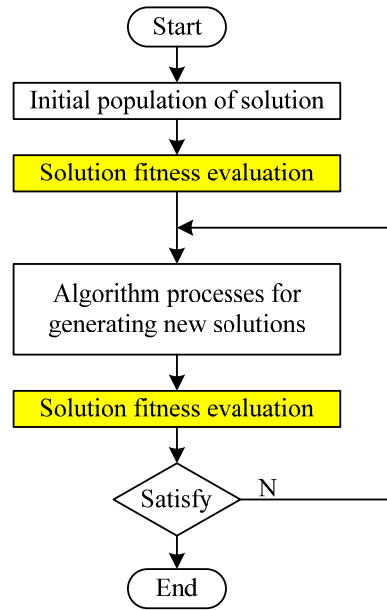 Start
Initial population of solution
Solution fitness evaluation
Algorithm processes for
generating new solutions
Solution fitness evaluation
Satisfy
N
End